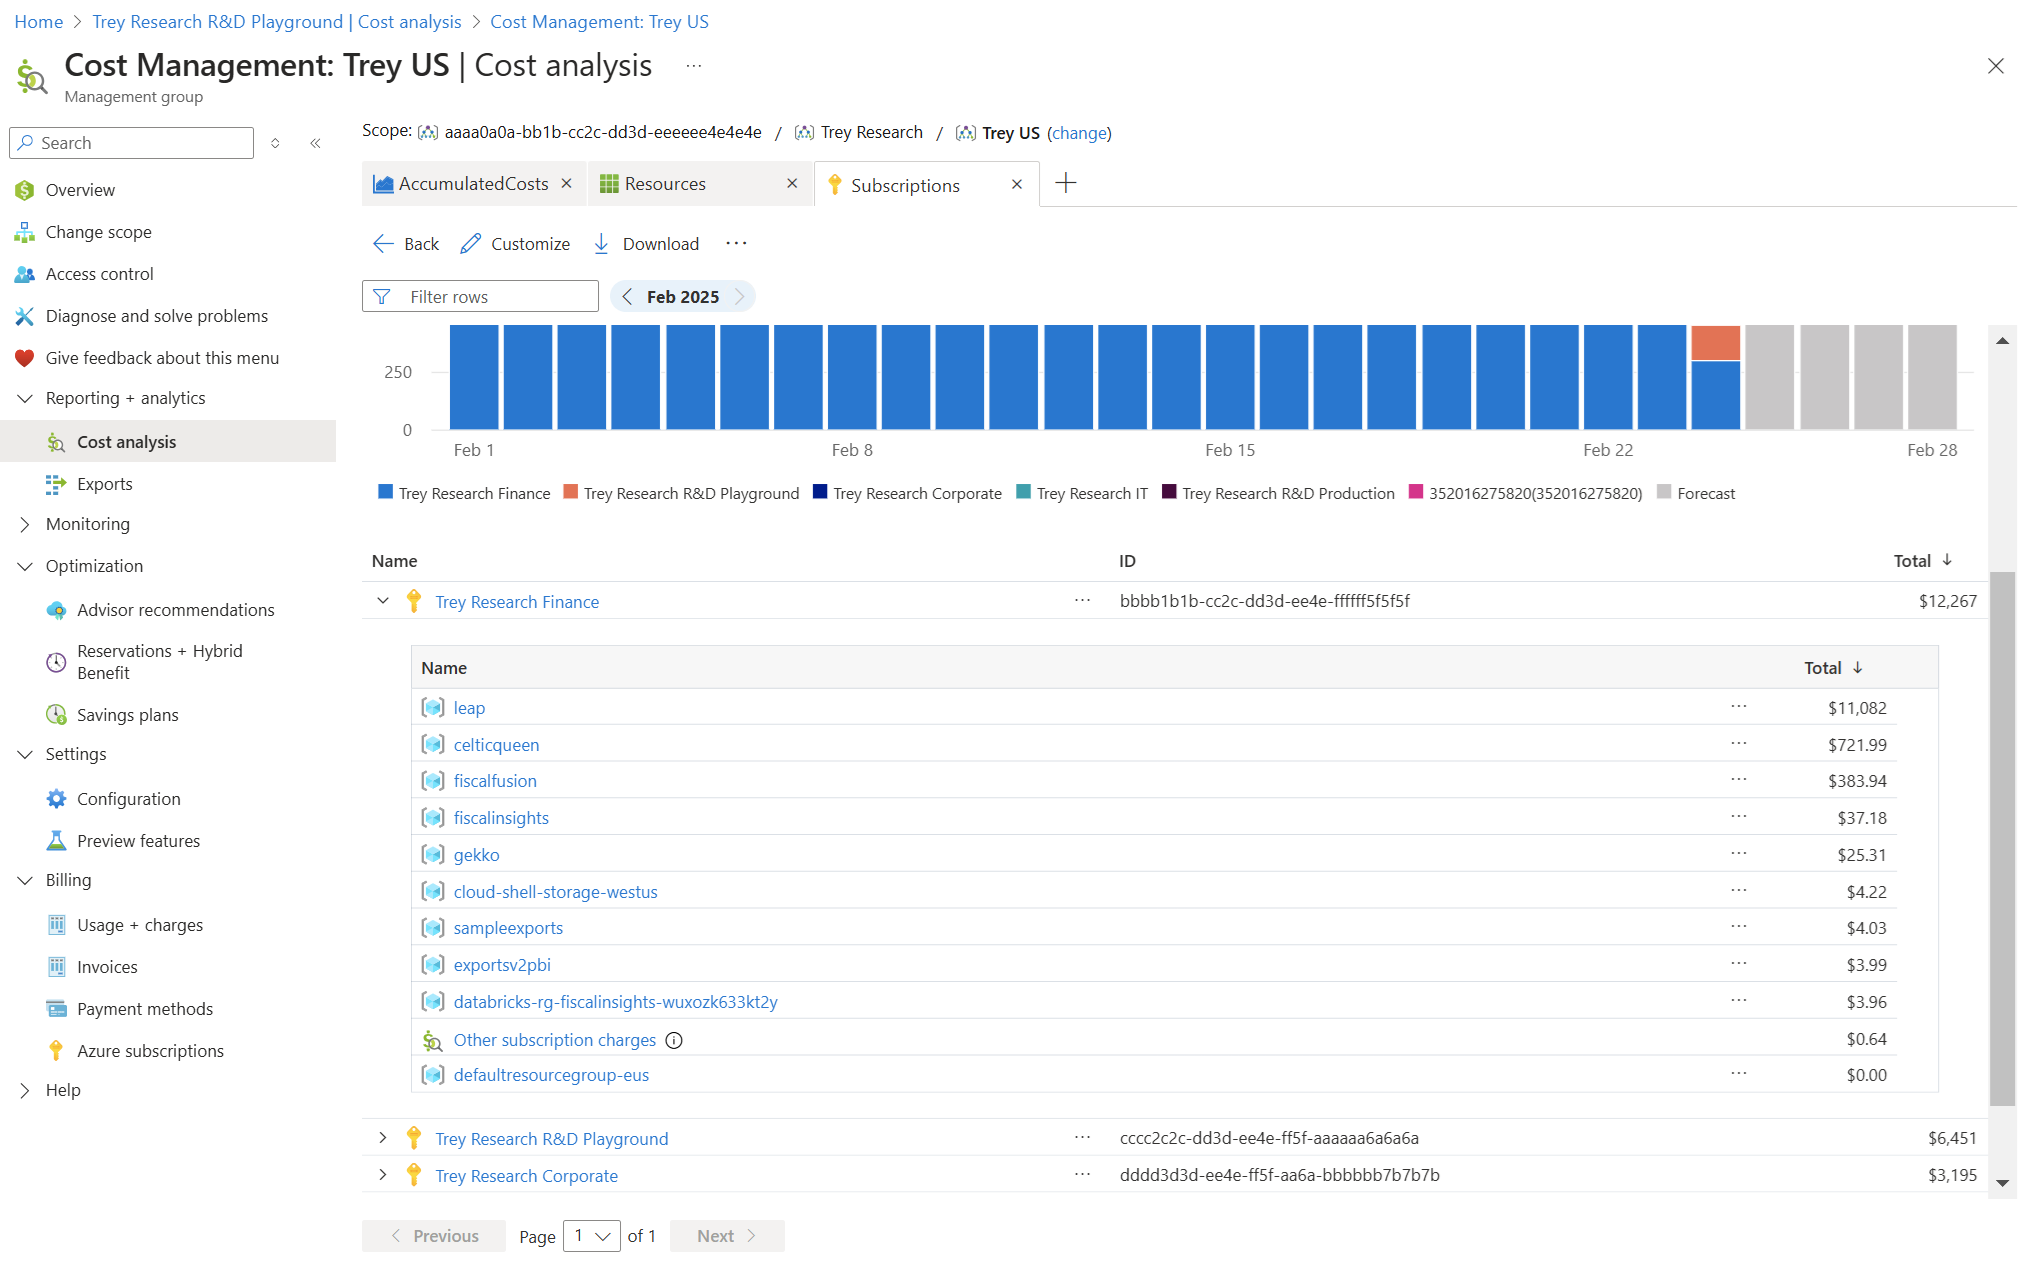 Home > Trey Research R&D Playground | Cost analysis > Cost Management: Trey US
Cost Management: Trey US | Cost analysis ...
Management group
Search
Overview
Change scope
Access control
Diagnose and solve problems
Give feedback about this menu
Reporting + analytics
Cost analysis
Exports
Monitoring
Optimization
Advisor recommendations
Reservations + Hybrid
Benefit
Savings plans
Settings
Configuration
Preview features
Billing
Usage + charges
Invoices
Payment methods
Azure subscriptions
Help
Scope: aaaa0a0a-bb1b-cc2c-dd3d-eeeeee4e4e4e / Trey Research / Trey US (change)
AccumulatedCosts Resources Subscriptions
Back Customize Download ...
Filter rows Feb 2025
250
0
Feb 1 Feb 8 Feb 15 Feb 22 Feb 28
Trey Research Finance Trey Research R&D Playground Trey Research Corporate Trey Research IT Trey Research R&D Production 352016275820(352016275820) Forecast
Name ID Total ↓
Trey Research Finance ... bbbb1b1b-cc2c-dd3d-ee4e-ffffff5f5f5f $12,267
Name Total ↓
leap ... $11,082
celticqueen ... $721.99
fiscalfusion ... $383.94
fiscalinsights ... $37.18
gekko ... $25.31
cloud-shell-storage-westus ... $4.22
sampleexports ... $4.03
exportsv2pbi ... $3.99
databricks-rg-fiscalinsights-wuxozk633kt2y ... $3.96
Other subscription charges $0.64
defaultresourcegroup-eus ... $0.00
Trey Research R&D Playground ... cccc2c2c-dd3d-ee4e-ff5f-aaaaaa6a6a6a $6,451
Trey Research Corporate ... dddd3d3d-ee4e-ff5f-aa6a-bbbbbb7b7b7b $3,195
< Previous Page 1 of 1 Next >